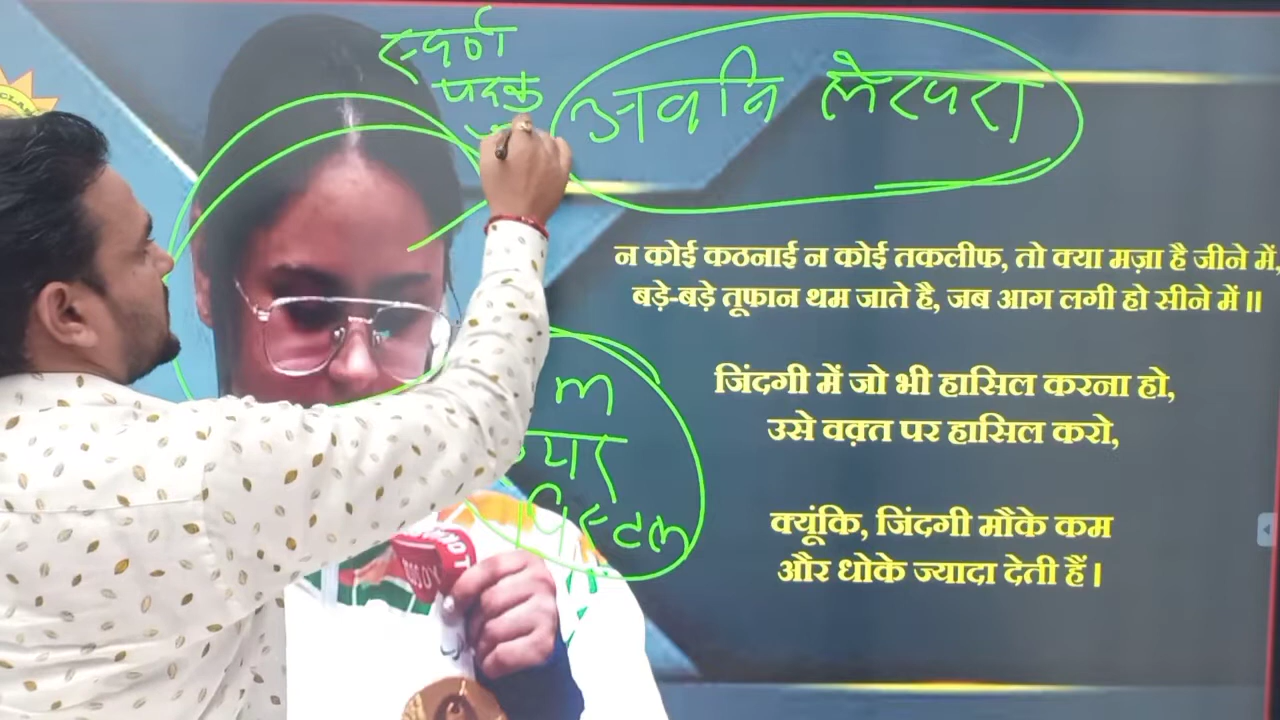 स्वर्ण
पदक
अवनि लेखरा
न कोई कठनाई न कोई तकलीफ, तो क्या मज़ा है जीने में,
बड़े-बड़े तूफान थम जाते है, जब आग लगी हो सीने में॥
m
यर
पिस्टल
जिंदगी में जो भी हासिल करना हो,
उसे वक़्त पर हासिल करो,
क्यूंकि, जिंदगी मौके कम
और धोके ज्यादा देती हैं।